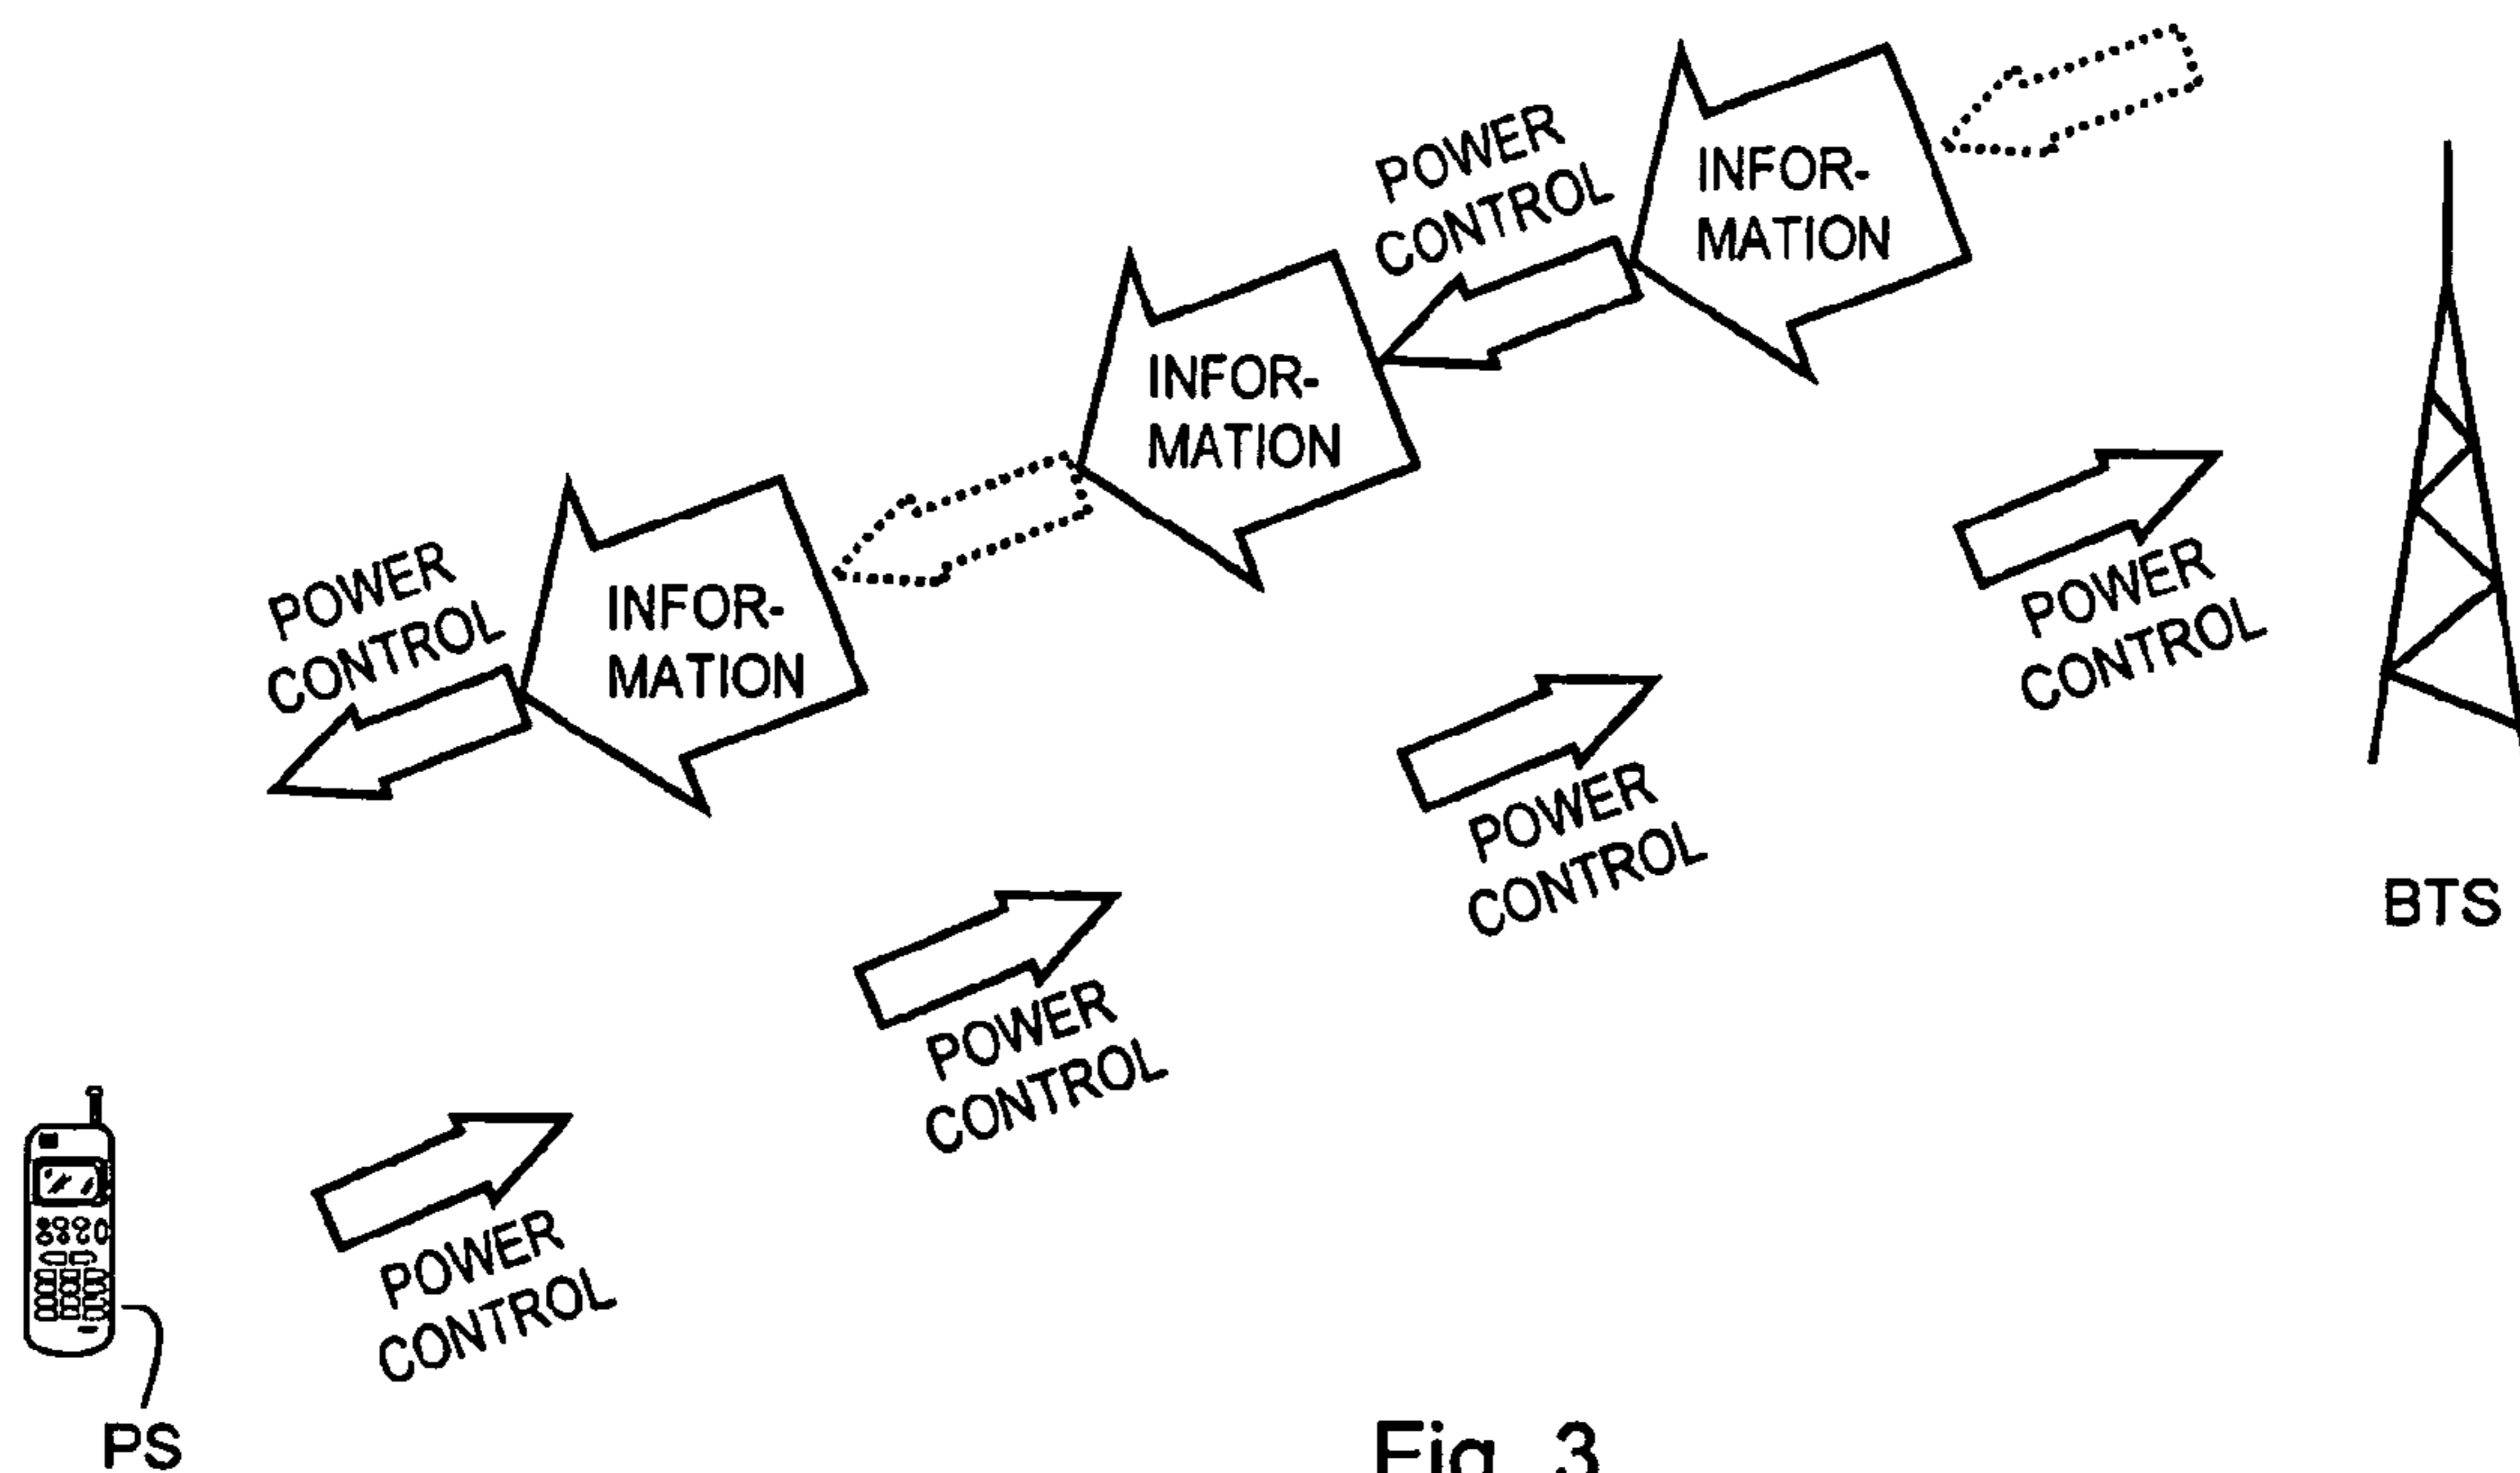 POWER
CONTROL
INFOR-
MATION
INFOR-
MATION
POWER
CONTROL
INFOR-
MATION
POWER
CONTROL
POWER
CONTROL
BTS
POWER
CONTROL
POWER
CONTROL
PS
Fig. 3